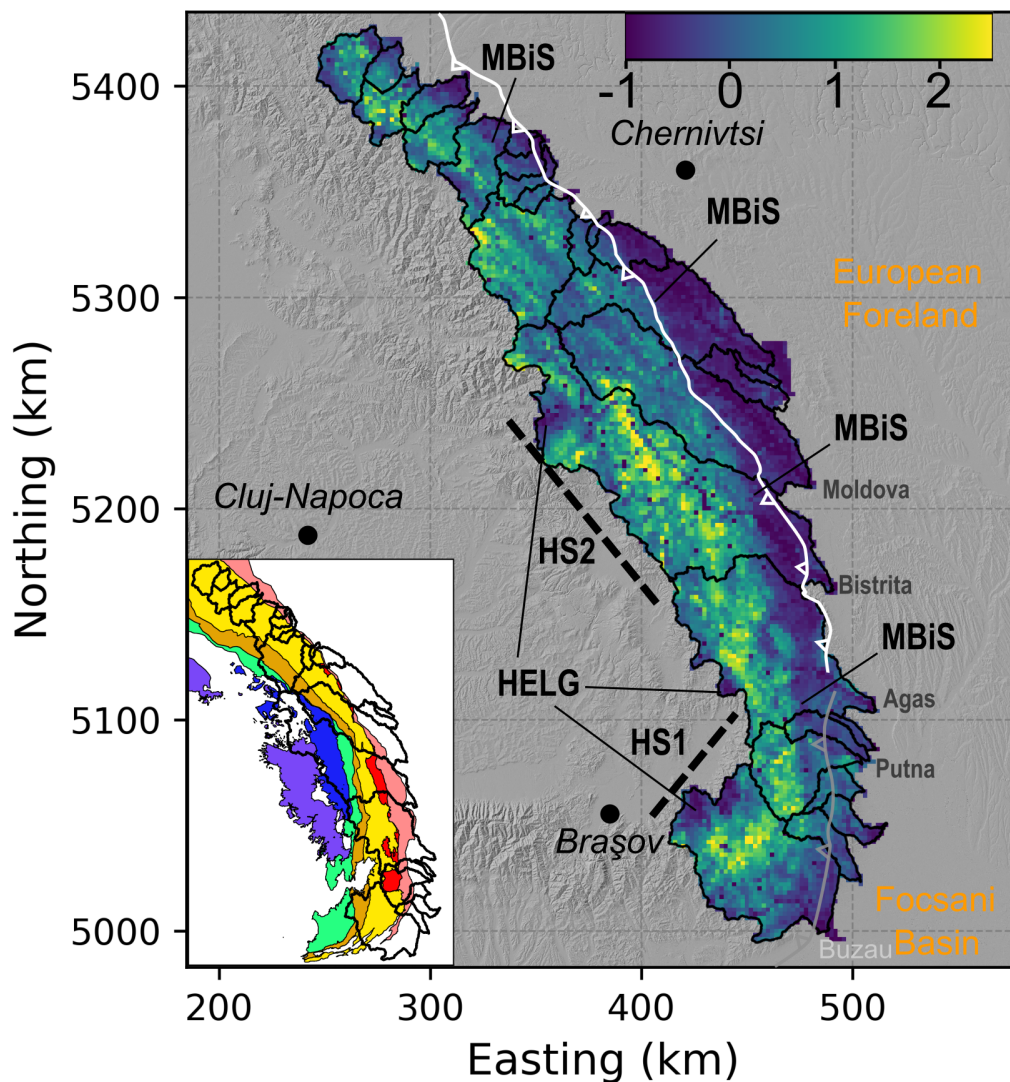 MBiS
-1 0 1 2
5400
Chernivtsi
MBiS
European
Foreland
5300
MBiS
Moldova
Cluj-Napoca
5200
HS2
Bistrita
MBiS
HELG
Agas
5100
HS1
Putna
Braşov
5000
Focsani
Basin
Buzau
200 300 400 500
Northing (km)
Easting (km)